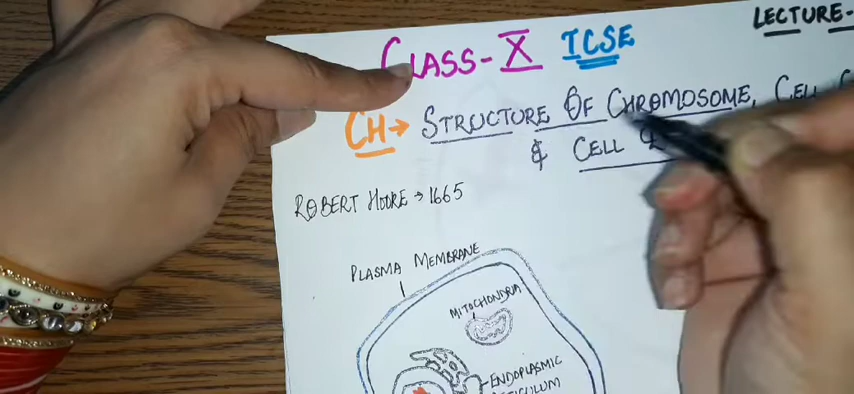 CLASS-X ICSE
LECTURE-
CH → STRUCTURE OF CHROMOSOME, CELL
& CELL
ROBERT HOOKE → 1665
PLASMA MEMBRANE
MITOCHONDRIA
ENDOPLASMIC